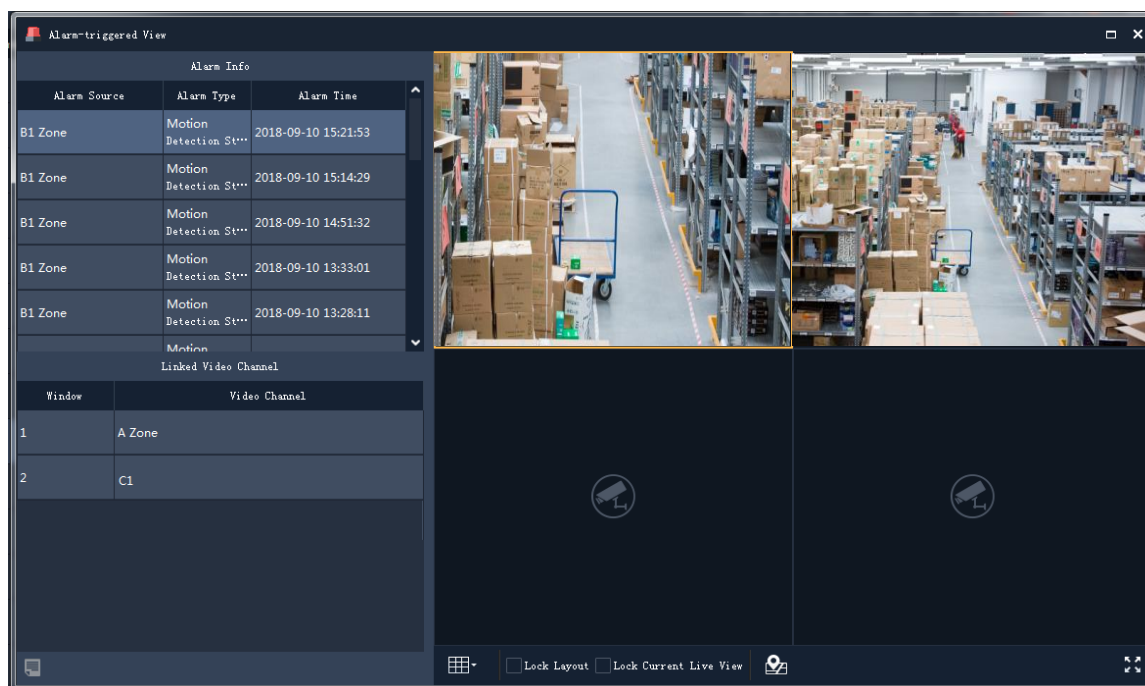 Alarm-triggered View
Alarm Info
Alarm Source Alarm Type Alarm Time
B1 Zone Motion Detection St··· 2018-09-10 15:21:53
B1 Zone Motion Detection St··· 2018-09-10 15:14:29
B1 Zone Motion Detection St··· 2018-09-10 14:51:32
B1 Zone Motion Detection St··· 2018-09-10 13:33:01
B1 Zone Motion Detection St··· 2018-09-10 13:28:11
Motion
Linked Video Channel
Window Video Channel
1 A Zone
2 C1
Lock Layout Lock Current Live View